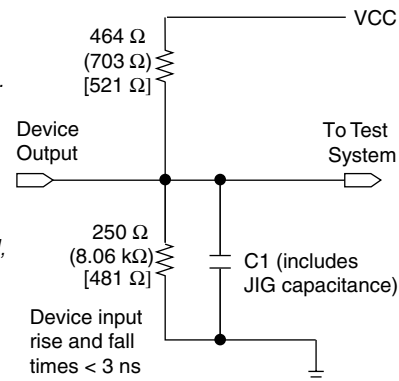 VCC
464 Ω
(703 Ω)
[521 Ω]
Device
Output
To Test
System
250 Ω
(8.06 kΩ)
[481 Ω]
C1 (includes
JIG capacitance)
Device input
rise and fall
times < 3 ns